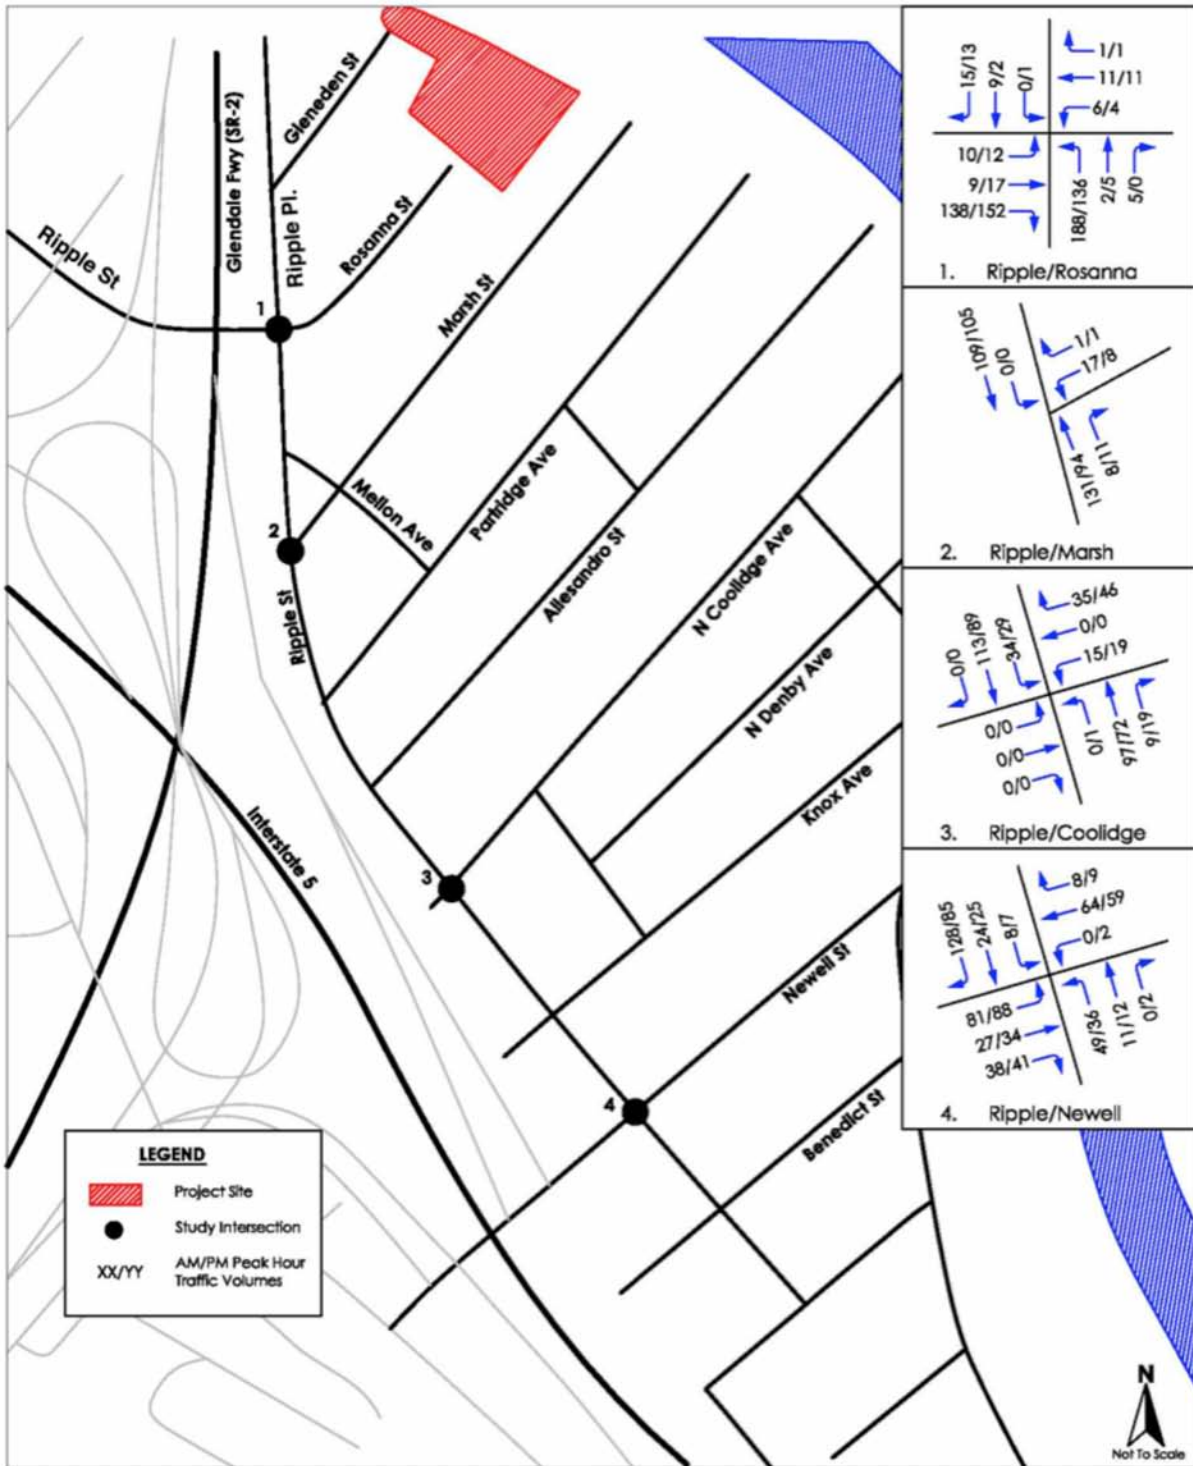 Gleneden St
Glendale Fwy (SR-2)
Ripple Pl.
Rosanna St
Ripple St
1
Marsh St
Mellon Ave
2
Partridge Ave
Allesandro St
N Coolidge Ave
Ripple St
N Denby Ave
Knox Ave
Interstate 5
3
Newell St
4
Benedict St
15/13
9/2
0/1
1/1
11/11
6/4
10/12
9/17
138/152
188/136
2/5
5/0
1. Ripple/Rosanna
109/105
0/0
1/1
17/8
131/94
8/11
2. Ripple/Marsh
0/0
113/89
34/29
35/46
0/0
15/19
0/0
0/0
0/0
0/1
97/72
9/19
3. Ripple/Coolidge
128/85
24/25
8/7
8/9
64/59
0/2
81/88
27/34
38/41
49/36
11/12
0/2
4. Ripple/Newell
LEGEND
Project Site
Study Intersection
XX/YY AM/PM Peak Hour
Traffic Volumes
N
Not To Scale